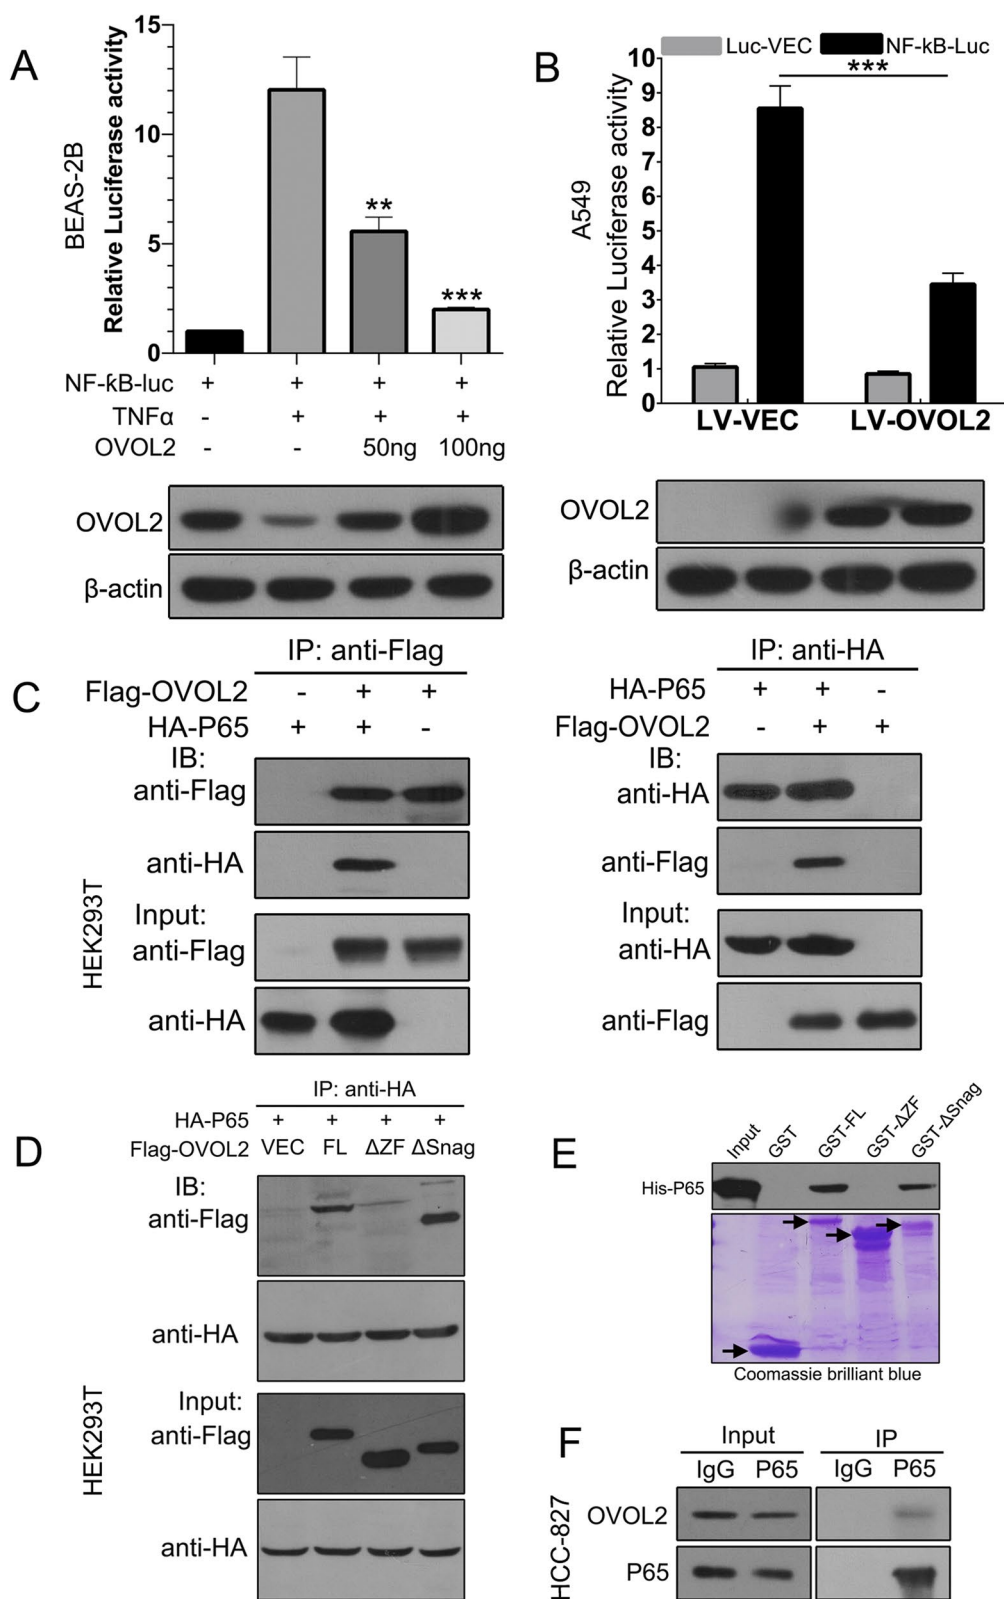 A
BEAS-2B
Relative Luciferase activity
15
10
5
0
NF-ƙB-luc + + + +
TNFα - + + +
OVOL2 - - 50ng 100ng
**
***
OVOL2
β-actin
B
Luc-VEC NF-kB-Luc
A549
Relative Luciferase activity
10
9
8
7
6
5
4
3
2
1
0
***
LV-VEC LV-OVOL2
OVOL2
β-actin
C
HEK293T
IP: anti-Flag
Flag-OVOL2 - + +
HA-P65 + + -
IB:
anti-Flag
anti-HA
Input:
anti-Flag
anti-HA
IP: anti-HA
HA-P65 + + -
Flag-OVOL2 - + +
IB:
anti-HA
anti-Flag
Input:
anti-HA
anti-Flag
D
HEK293T
IP: anti-HA
HA-P65 + + + +
Flag-OVOL2 VEC FL ΔZF ΔSnag
IB:
anti-Flag
anti-HA
Input:
anti-Flag
anti-HA
E
Input GST GST-FL GST-ΔZF GST-ΔSnag
His-P65
Coomassie brilliant blue
F
HCC-827
Input IP
IgG P65 IgG P65
OVOL2
P65